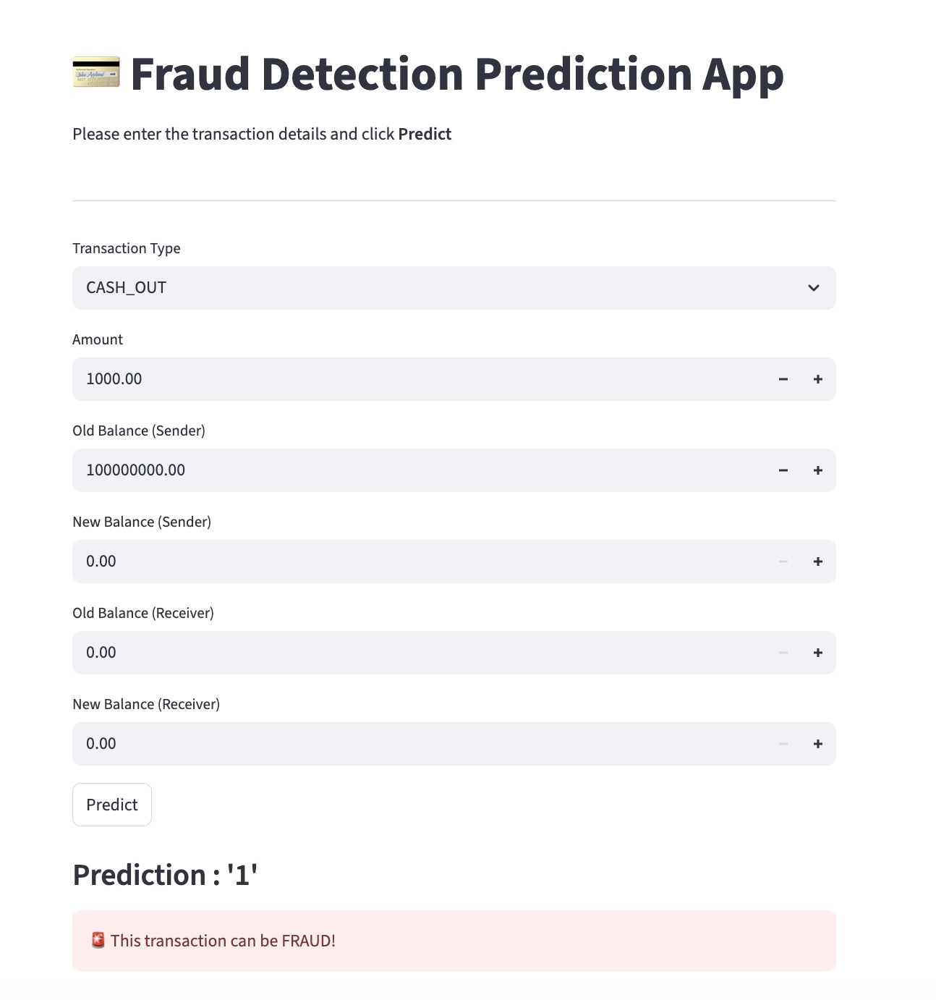 Fraud Detection Prediction App
Please enter the transaction details and click Predict
Transaction Type
CASH_OUT
Amount
1000.00
Old Balance (Sender)
100000000.00
New Balance (Sender)
0.00
Old Balance (Receiver)
0.00
New Balance (Receiver)
0.00
Predict
Prediction : '1'
🚨 This transaction can be FRAUD!